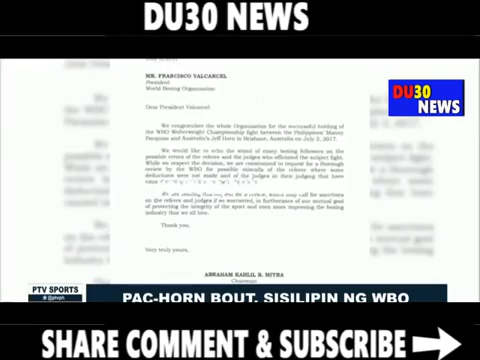 DU30 NEWS
MR. FRANCISCO VALCARCEL
President
World Boxing Organization
DU30
NEWS
Dear President Valcarcel:
We congratulate the whole Organization for the successful holding of
the WBO Welterweight Championship fight between the Philippines' Manny
Pacquiao and Australia's Jeff Horn in Brisbane, Australia on July 2, 2017.
We would like to echo the stand of many boxing followers on the
possible errors of the referee and the judges who officiated the subject fight.
While we respect the decision, we are constrained to request for a thorough
review by the WBO for possible miscalls of the referee where some
deductions were not made and of the judges in their judging that have
on the referee and judges if so warranted, in furtherance of our mutual goal
of protecting the integrity of the sport and even more improving the boxing
industry that we all love.
Thank you.
Very truly yours,
ABRAHAM KAHLIL B. MITRA
Chairman
PTV SPORTS
@ptvph
PAC-HORN BOUT, SISILIPIN NG WBO
SHARE COMMENT & SUBSCRIBE